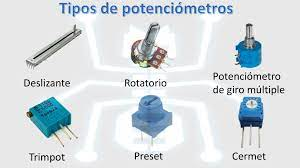 Tipos de potenciómetros
Deslizante
Rotatorio
Potenciómetro
de giro múltiple
Trimpot
Preset
Cermet